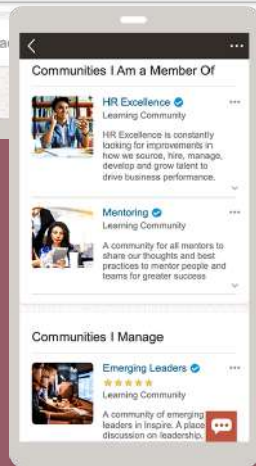 Communities I Am a Member Of
HR Excellence
Learning Community
HR Excellence is constantly
looking for improvements in
how we source, hire, manage,
develop and grow talent to
drive business performance.
Mentoring
Learning Community
A community for all mentors to
share our thoughts and best
practices to mentor people and
teams for greater success
Communities I Manage
Emerging Leaders
Learning Community
A community of emerging
leaders in Inspire. A place
discussion on leadership,